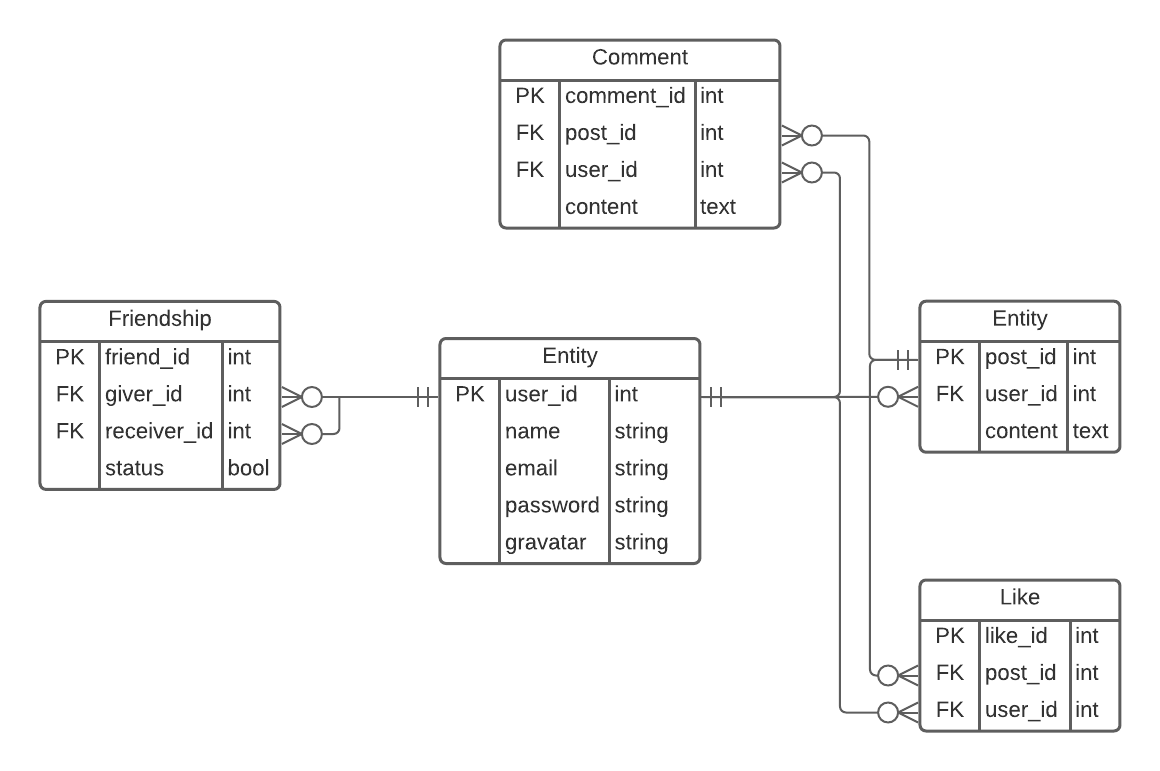 Comment
PK comment_id int
FK post_id int
FK user_id int
content text
Friendship
PK friend_id int
FK giver_id int
FK receiver_id int
status bool
Entity
PK user_id int
name string
email string
password string
gravatar string
Entity
PK post_id int
FK user_id int
content text
Like
PK like_id int
FK post_id int
FK user_id int